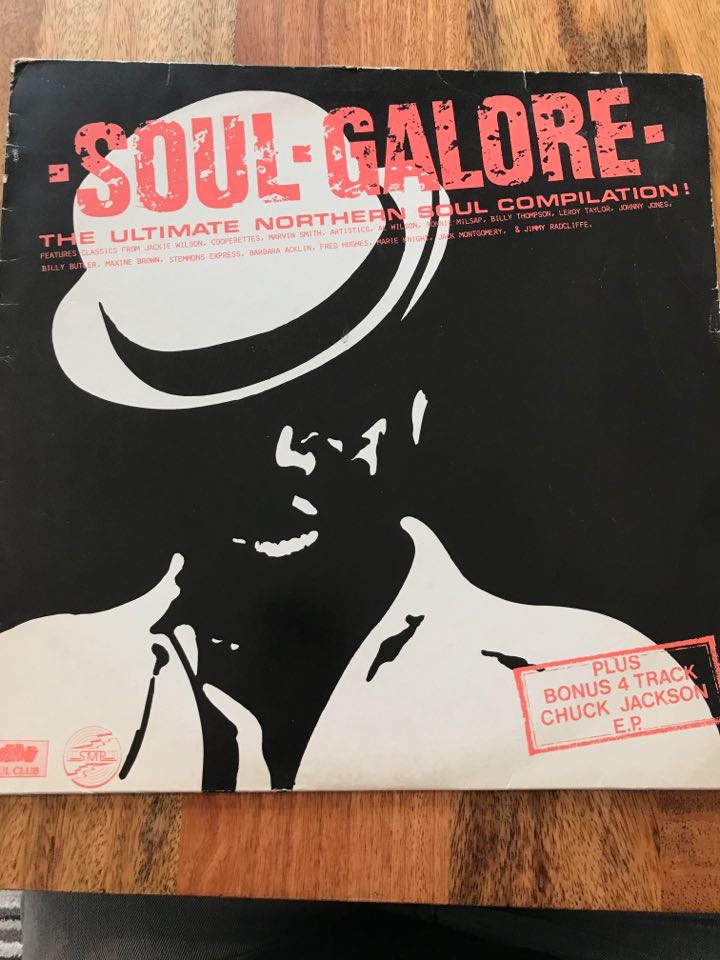 ·SOUL·GALORE·
THE ULTIMATE NORTHERN SOUL COMPILATION!
FEATURES CLASSICS FROM JACKIE WILSON, COOPERETTES, MARVIN SMITH, ARTISTICS, AL WILSON, RONNIE MILSAP, BILLY THOMPSON, LEROY TAYLOR, JOHNNY JONES,
BILLY BUTLER, MAXINE BROWN, STEMMONS EXPRESS, BARBARA ACKLIN, FRED HUGHES, MARIE KNIGHT, JACK MONTGOMERY, & JIMMY RADCLIFFE.
PLUS
BONUS 4 TRACK
CHUCK JACKSON
E.P.
SMP
UL CLUB